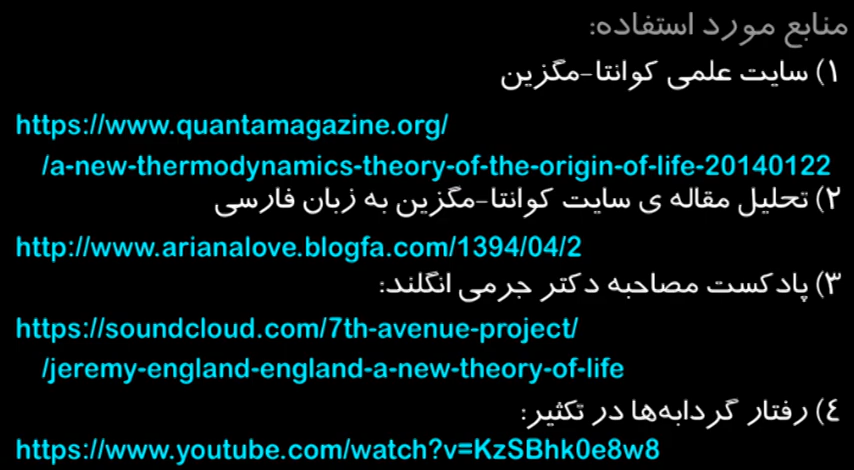 منابع مورد استفاده:
۱) سایت علمی کوانتا-مگزین
https://www.quantamagazine.org/
/a-new-thermodynamics-theory-of-the-origin-of-life-20140122
۲) تحلیل مقاله ی سایت کوانتا-مگزین به زبان فارسی
http://www.arianalove.blogfa.com/1394/04/2
۳) پادکست مصاحبه دکتر جرمی انگلند:
https://soundcloud.com/7th-avenue-project/
/jeremy-england-england-a-new-theory-of-life
۴) رفتار گردابه‌ها در تکثیر:
https://www.youtube.com/watch?v=KzSBhk0e8w8